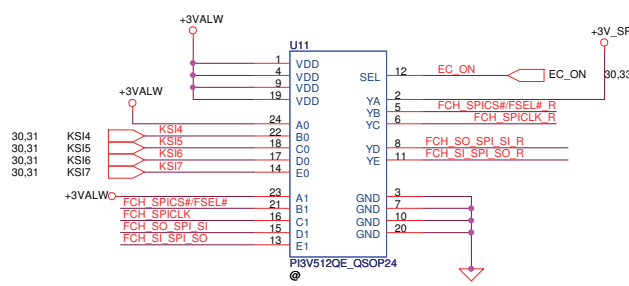 +3VALW
+3V_SP
U11
1 VDD
4 VDD
9 VDD
19 VDD
SEL 12 EC_ON EC_ON 30,33
YA 2
YB 5 FCH_SPICS#/FSEL#_R
YC 6 FCH_SPICLK_R
+3VALW
24 A0
30,31 KSI4 KSI4 22 B0
30,31 KSI5 KSI5 18 C0
30,31 KSI6 KSI6 17 D0
30,31 KSI7 KSI7 14 E0
YD 8 FCH_SO_SPI_SI_R
YE 11 FCH_SI_SPI_SO_R
+3VALW 23 A1
FCH_SPICS#/FSEL# 21 B1
FCH_SPICLK 16 C1
FCH_SO_SPI_SI 15 D1
FCH_SI_SPI_SO 13 E1
GND 3
GND 7
GND 10
GND 20
PI3V512QE_QSOP24
@